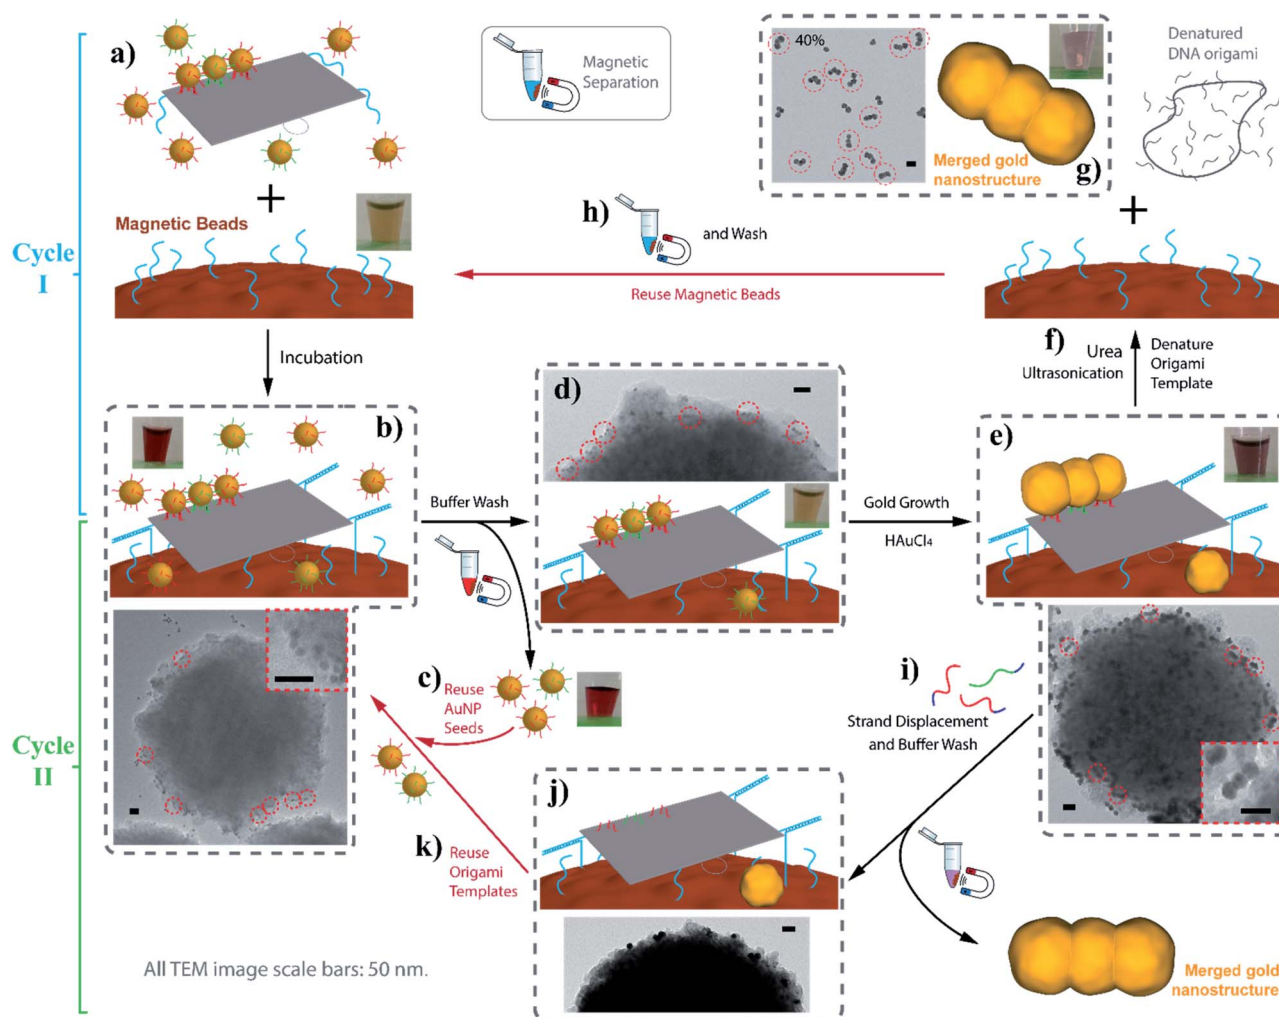 a)
Magnetic
Separation
40%
Merged gold
nanostructure
g)
Denatured
DNA origami
+
Magnetic Beads
h)
and Wash
Reuse Magnetic Beads
+
Cycle
I
Incubation
f)
Urea
Ultrasonication
Denature
Origami
Template
b)
Buffer Wash
d)
Gold Growth
HAuCl₄
e)
c)
Reuse
AuNP
Seeds
i)
Strand Displacement
and Buffer Wash
Cycle
II
j)
k)
Reuse
Origami
Templates
All TEM image scale bars: 50 nm.
Merged gold
nanostructure